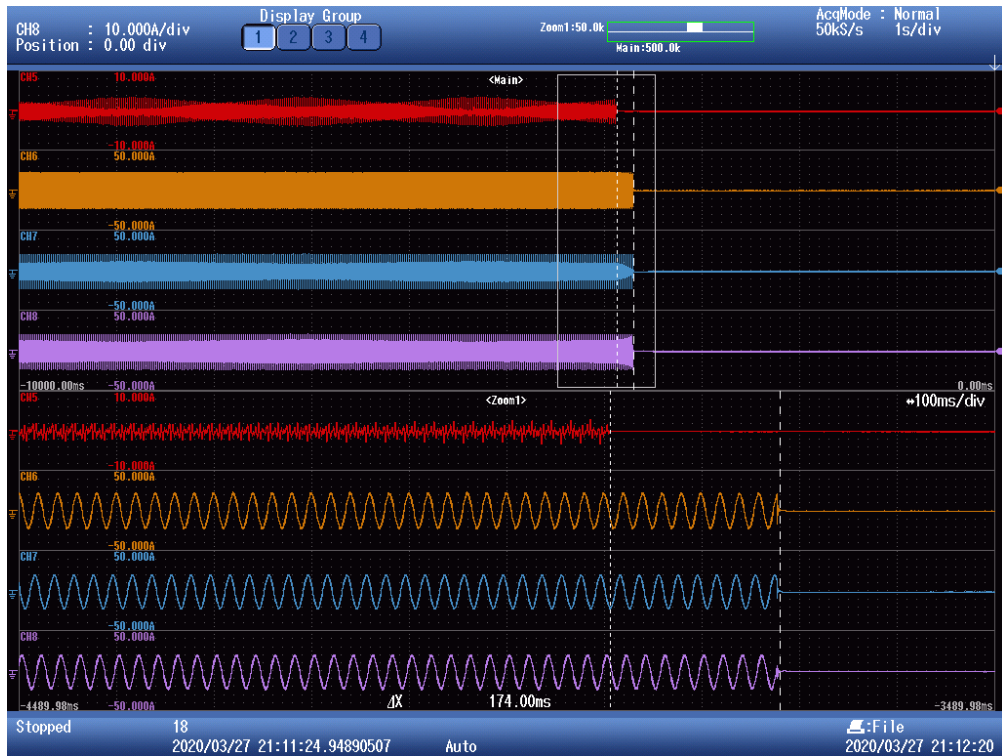 CH8 : 10.000A/div
Position : 0.00 div
Display Group
1 2 3 4
Zoom1:50.0k
Main:500.0k
AcqMode : Normal
50kS/s 1s/div
CH5 10.000A
<Main>
-10.000A
CH6 50.000A
-50.000A
CH7 50.000A
-50.000A
CH8 50.000A
-10000.00ms -50.000A 0.00ms
CH5 10.000A
<Zoom1>
↔100ms/div
-10.000A
CH6 50.000A
-50.000A
CH7 50.000A
-50.000A
CH8 50.000A
-4489.98ms -50.000A ΔX 174.00ms -3489.98ms
Stopped 18
2020/03/27 21:11:24.94890507 Auto
:File
2020/03/27 21:12:20